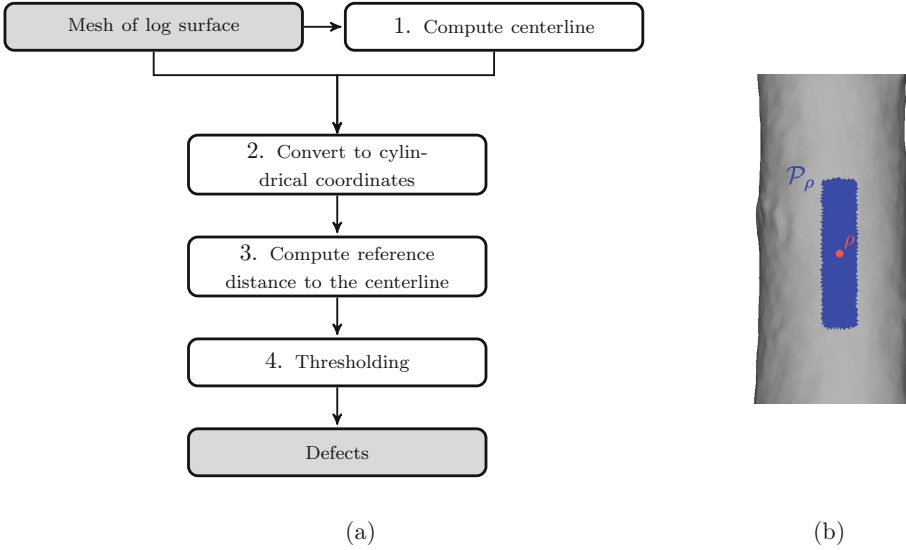 Mesh of log surface
1. Compute centerline
2. Convert to cylin-
drical coordinates
3. Compute reference
distance to the centerline
4. Thresholding
Defects
(a)
𝒫ρ
ρ
(b)